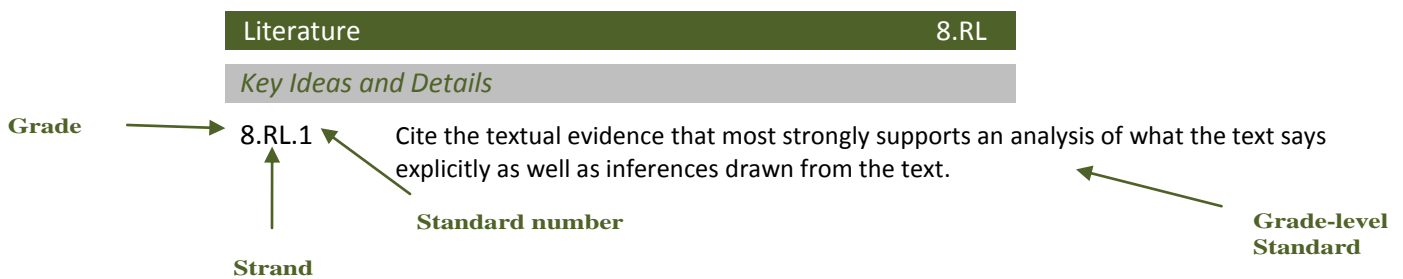 Literature 8.RL
Key Ideas and Details
Grade
8.RL.1 Cite the textual evidence that most strongly supports an analysis of what the text says
explicitly as well as inferences drawn from the text.
Standard number
Grade-level
Standard
Strand